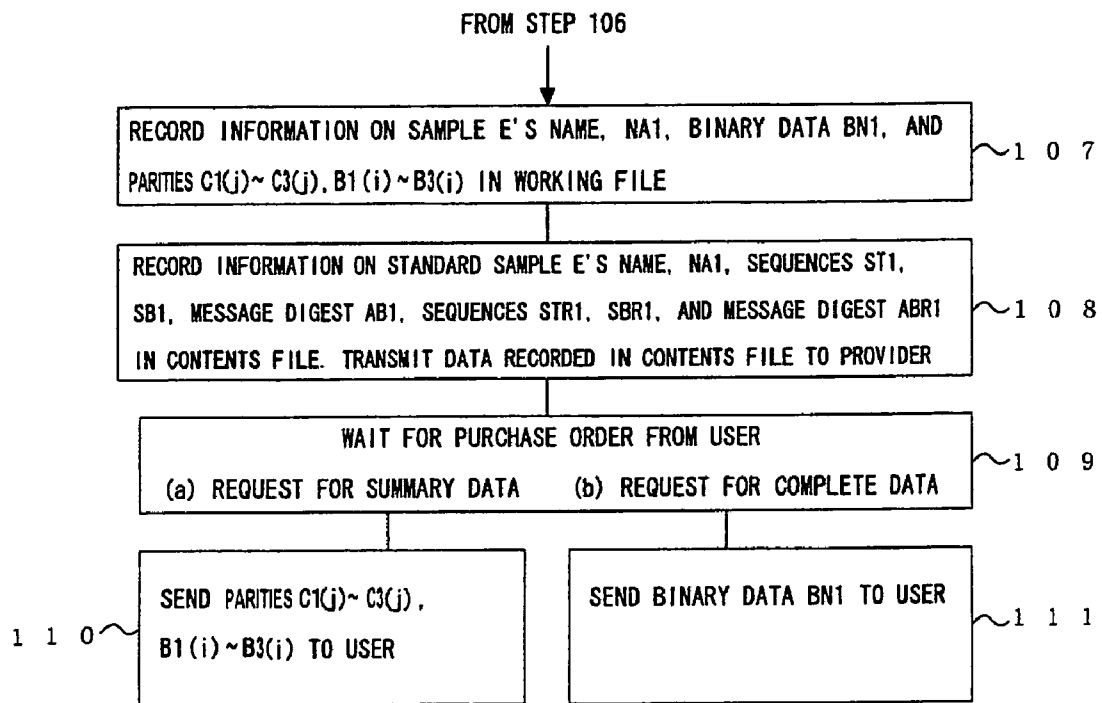 FROM STEP 106
RECORD INFORMATION ON SAMPLE E'S NAME, NA1, BINARY DATA BN1, AND
PARITIES C1(j)~ C3(j), B1(i)~B3(i) IN WORKING FILE
107
RECORD INFORMATION ON STANDARD SAMPLE E'S NAME, NA1, SEQUENCES ST1,
SB1, MESSAGE DIGEST AB1, SEQUENCES STR1, SBR1, AND MESSAGE DIGEST ABR1
IN CONTENTS FILE. TRANSMIT DATA RECORDED IN CONTENTS FILE TO PROVIDER
108
WAIT FOR PURCHASE ORDER FROM USER
(a) REQUEST FOR SUMMARY DATA (b) REQUEST FOR COMPLETE DATA
109
SEND PARITIES C1(j)~ C3(j),
B1(i)~B3(i) TO USER
110
SEND BINARY DATA BN1 TO USER
111